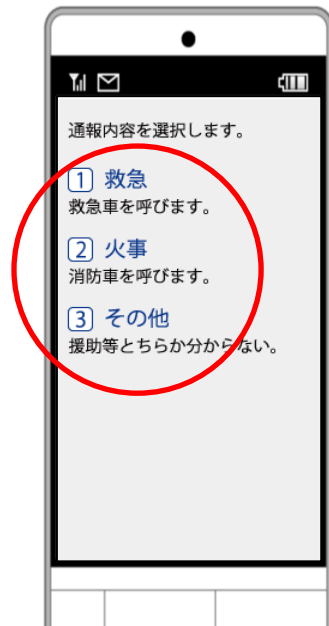 通報内容を選択します。
1 救急
救急車を呼びます。
2 火事
消防車を呼びます。
3 その他
援助等とちらか分からない。